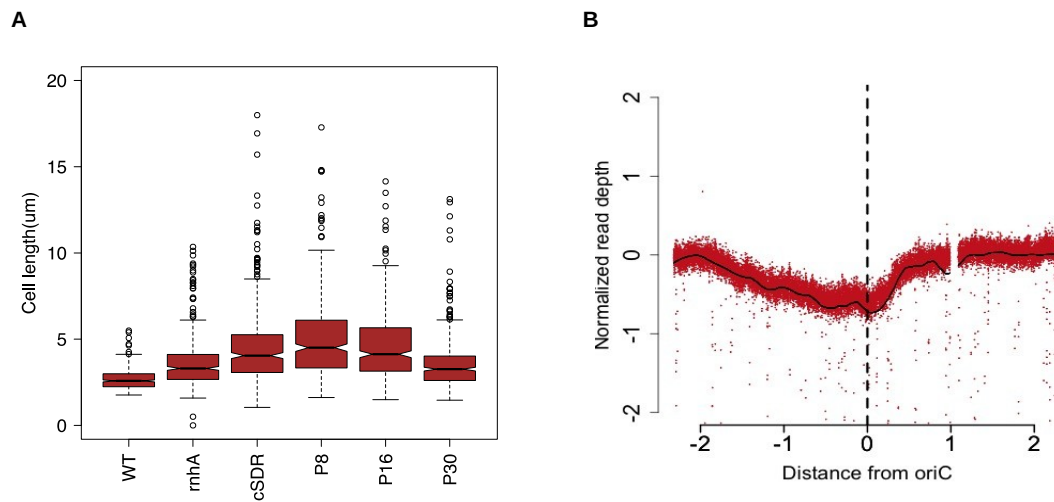 A
B
Cell length(um)
20
15
10
5
0
WT
rnhA
cSDR
P8
P16
P30
Normalized read depth
2
1
0
-1
-2
-2 -1 0 1 2
Distance from oriC